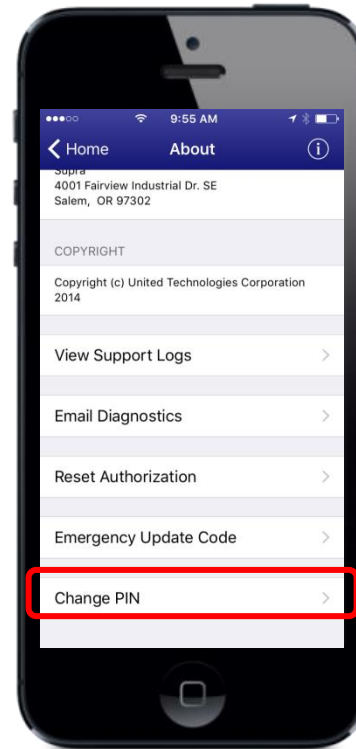 9:55 AM
Home About
Supra
4001 Fairview Industrial Dr. SE
Salem, OR 97302
COPYRIGHT
Copyright (c) United Technologies Corporation
2014
View Support Logs
Email Diagnostics
Reset Authorization
Emergency Update Code
Change PIN